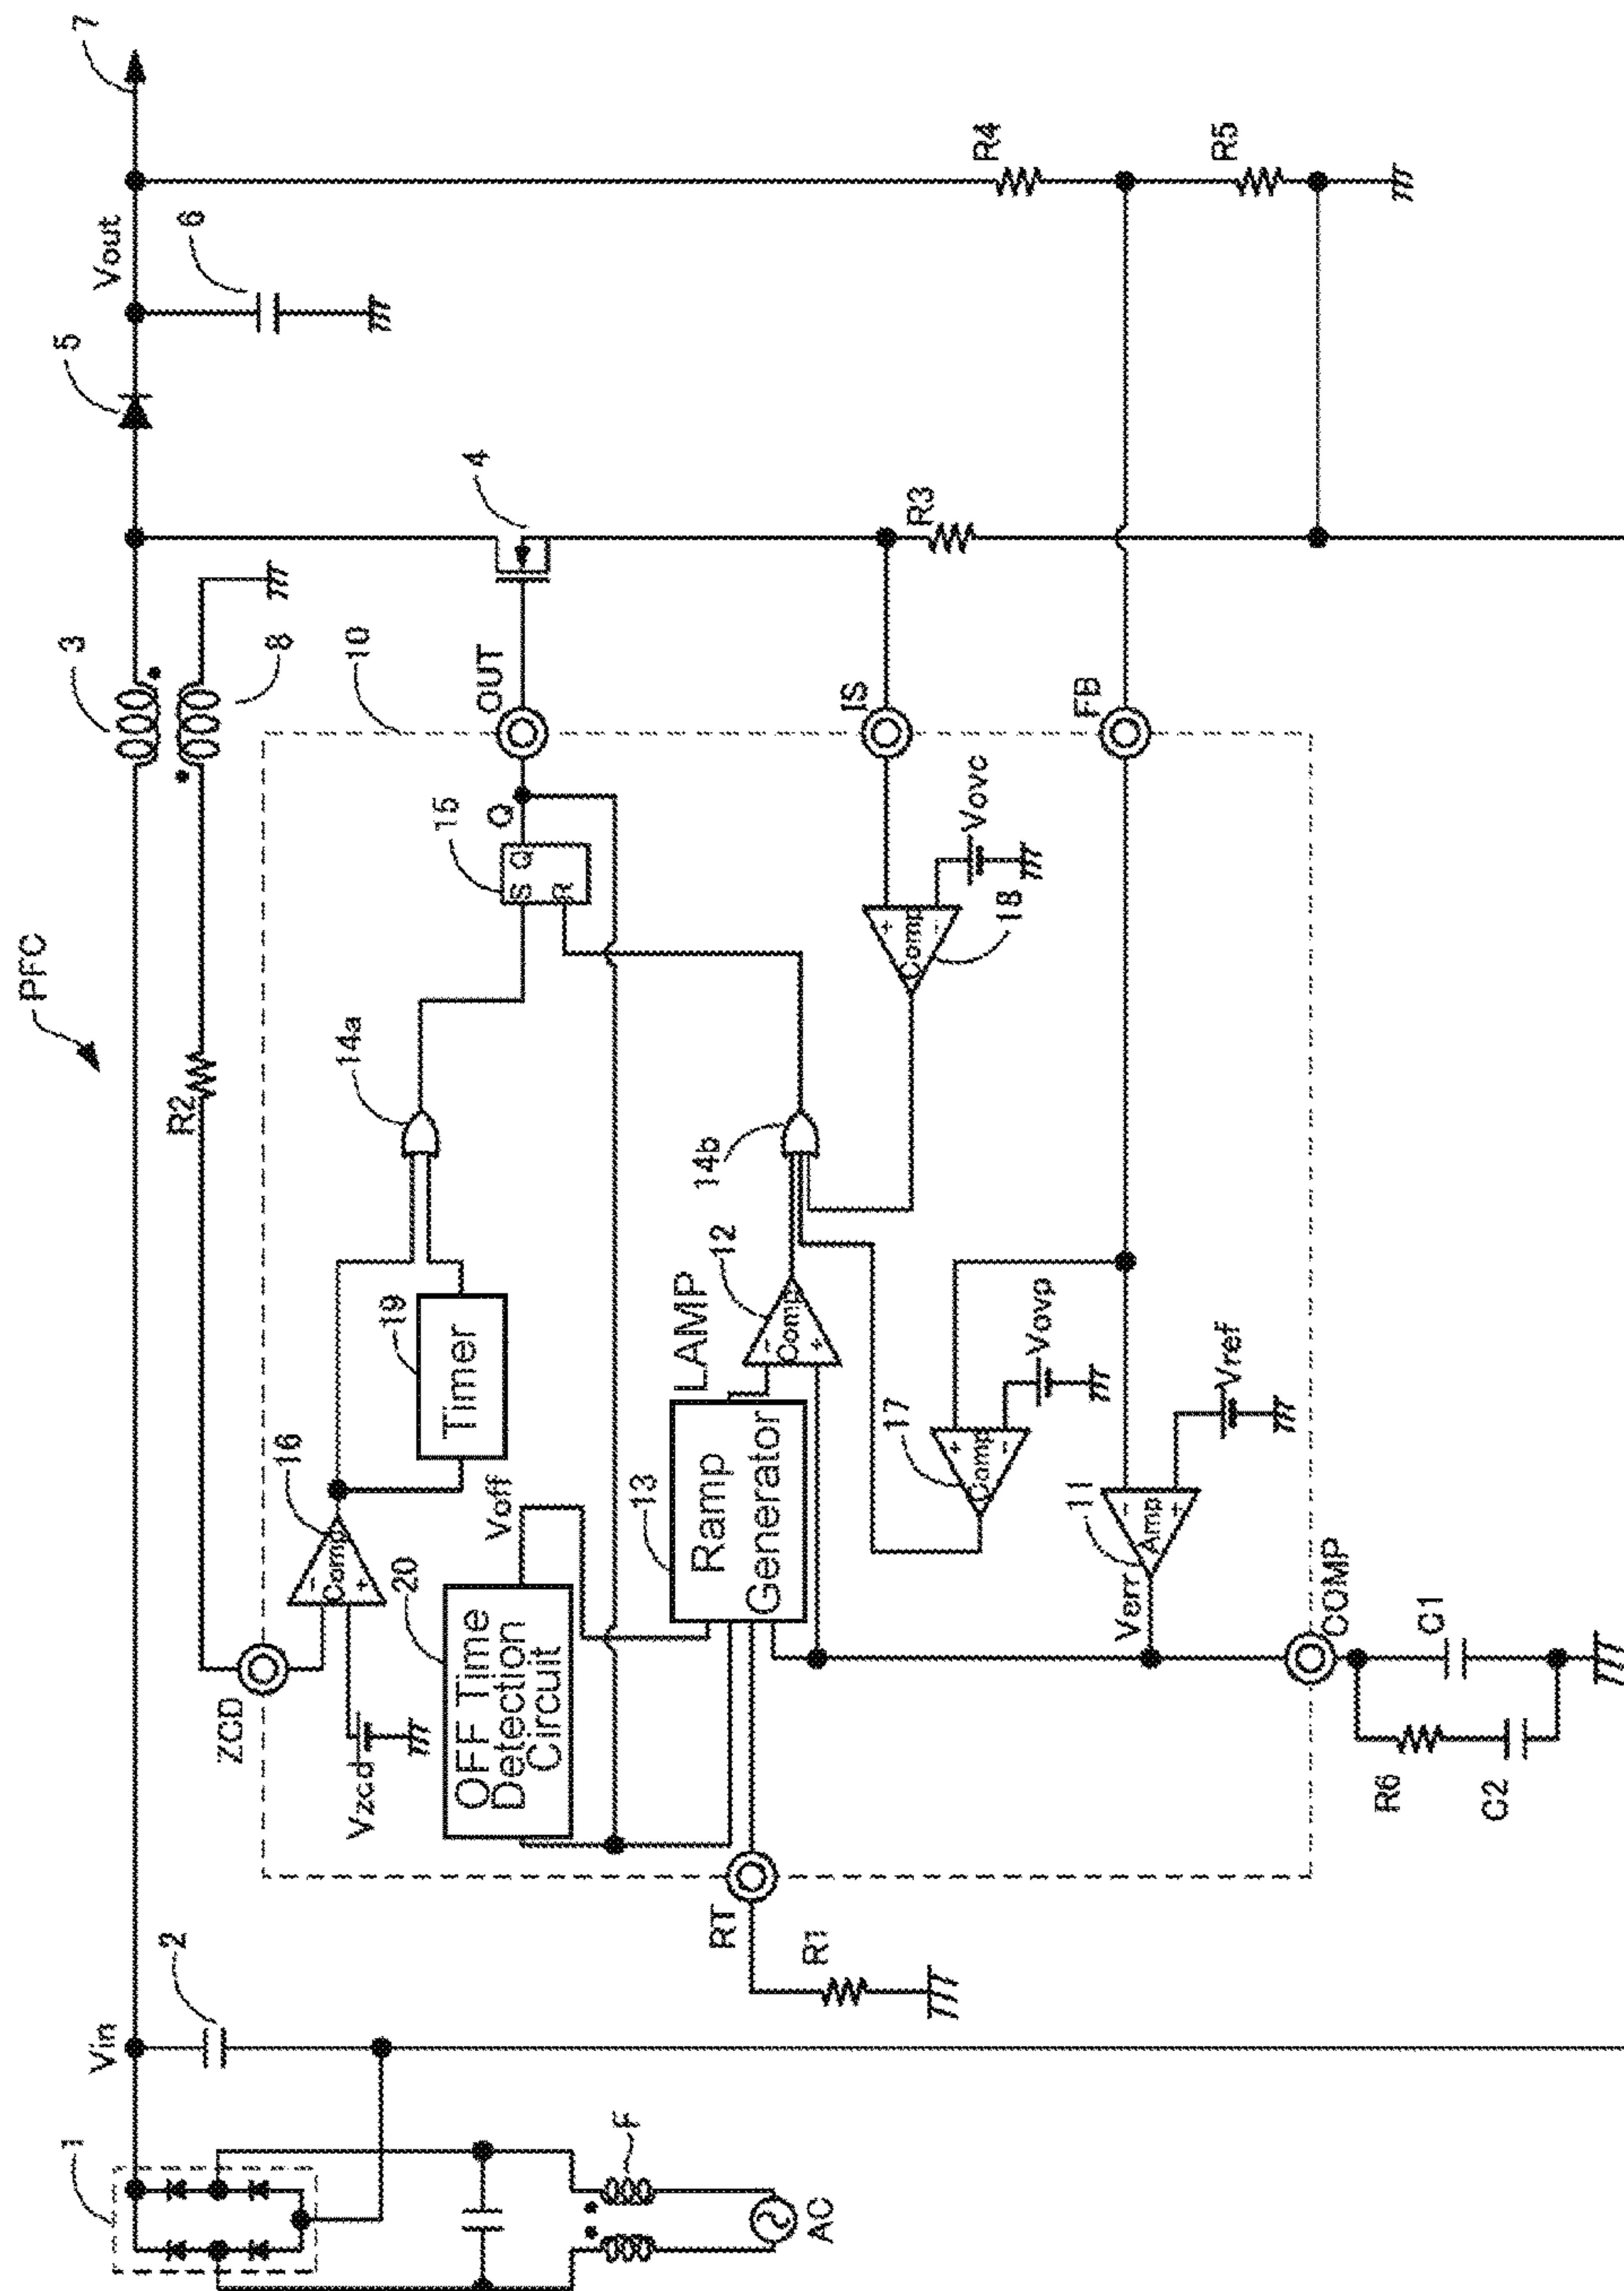 PFC
1
Vin
2
3
8
R2
5
Vout
6
7
4
10
F
AC
ZCD
Vzcd
16
Comp
-
+
19
Timer
14a
15
S Q
R
Q
OUT
20
OFF Time
Detection
Circuit
Voff
13
Ramp
Generator
LAMP
12
Comp
-
+
14b
RT
R1
17
Comp
+
-
Vovp
18
Comp
+
-
Vovc
IS
R3
R4
R5
FB
11
Amp
-
+
Verr
Vref
COMP
R6
C2
C1